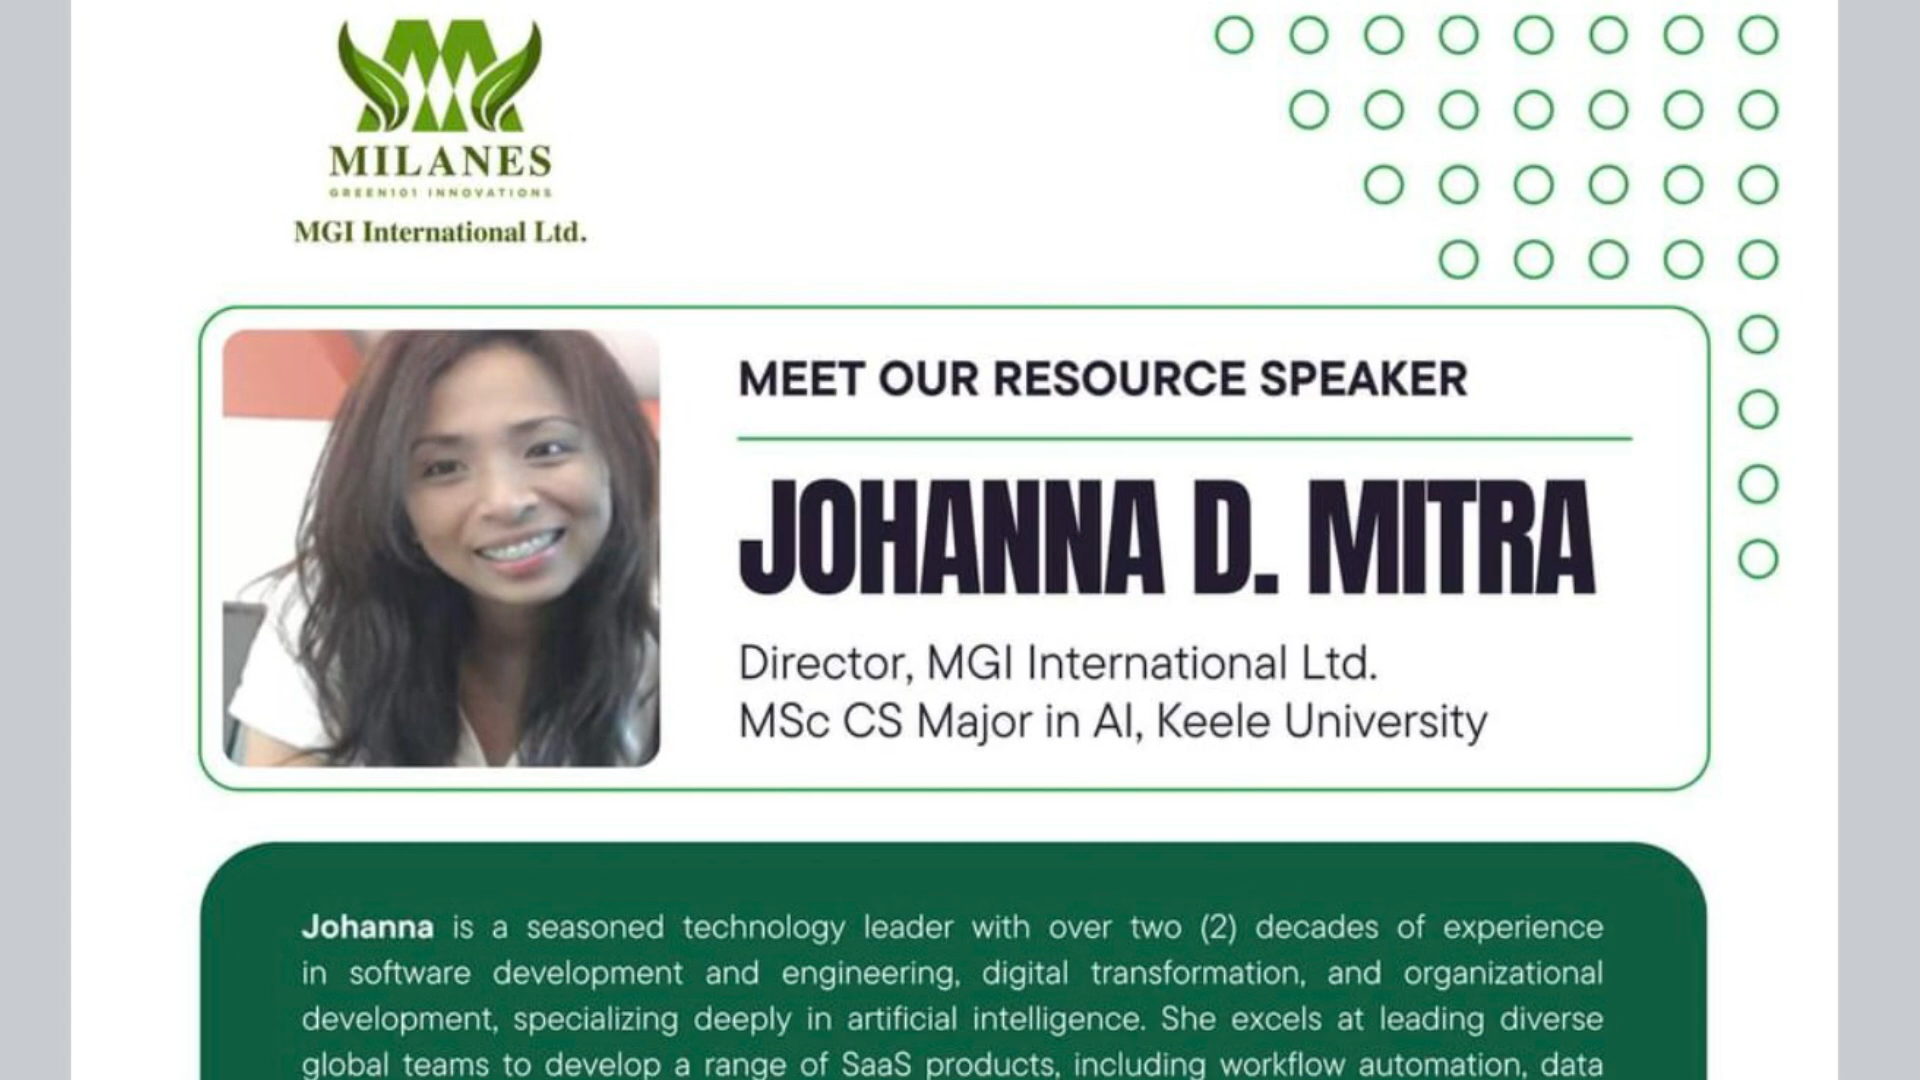 MILANES
GREEN101 INNOVATIONS
MGI International Ltd.
MEET OUR RESOURCE SPEAKER
JOHANNA D. MITRA
Director, MGI International Ltd.
MSc CS Major in AI, Keele University
Johanna is a seasoned technology leader with over two (2) decades of experience
in software development and engineering, digital transformation, and organizational
development, specializing deeply in artificial intelligence. She excels at leading diverse
global teams to develop a range of SaaS products, including workflow automation, data